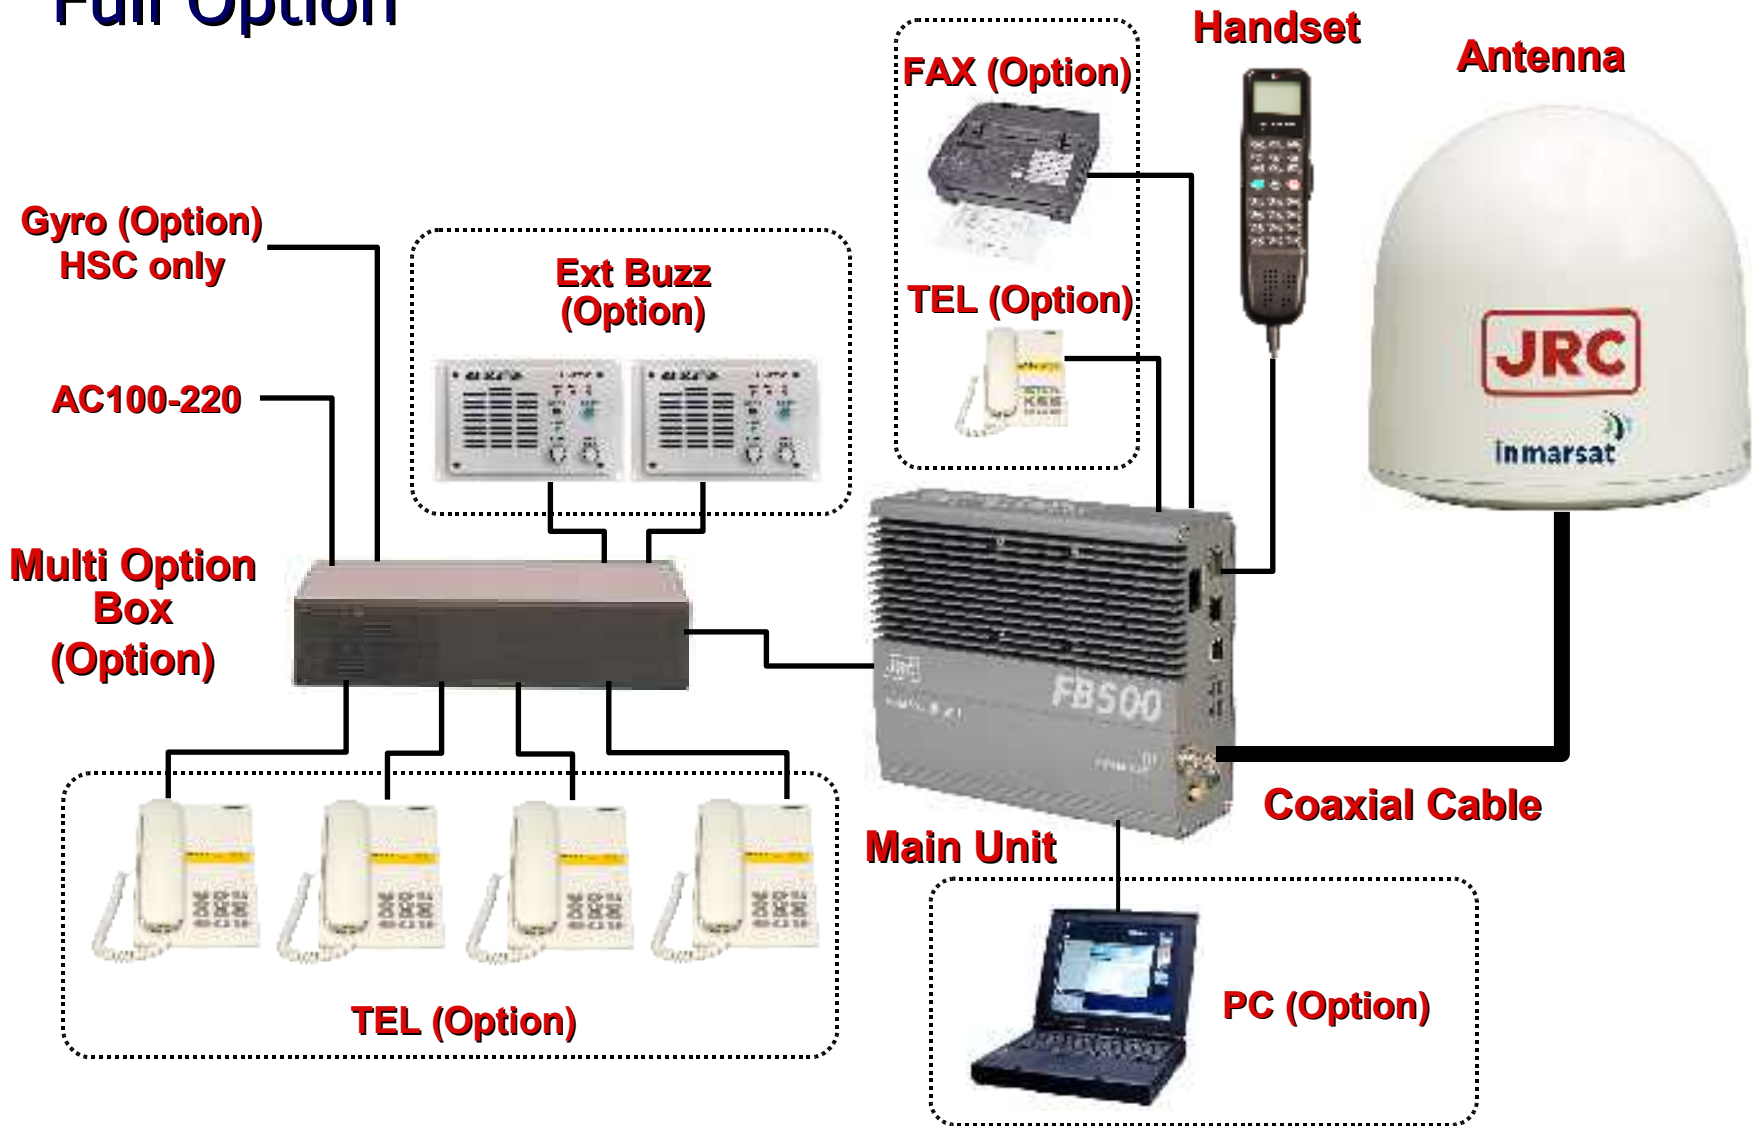 Full Option
Handset
Antenna
FAX (Option)
Gyro (Option)
HSC only
Ext Buzz
(Option)
TEL (Option)
JRC
inmarsat
AC100-220
Multi Option
Box
(Option)
JRC
FB500
Coaxial Cable
Main Unit
PC (Option)
TEL (Option)